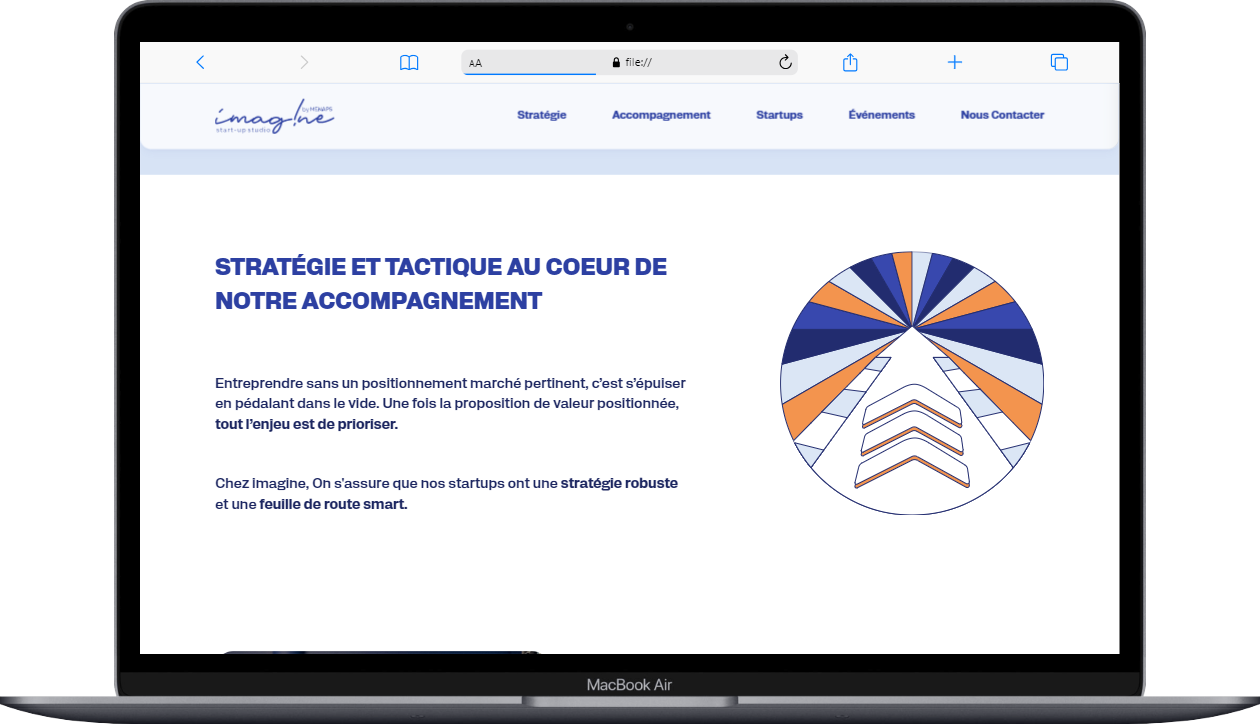 AA
file://
imag!ne
by MSKAPS
start-up studio
Stratégie
Accompagnement
Startups
Événements
Nous Contacter
STRATÉGIE ET TACTIQUE AU COEUR DE
NOTRE ACCOMPAGNEMENT
Entreprendre sans un positionnement marché pertinent, c’est s’épuiser
en pédalant dans le vide. Une fois la proposition de valeur positionnée,
tout l’enjeu est de prioriser.
Chez imagine, On s’assure que nos startups ont une stratégie robuste
et une feuille de route smart.
MacBook Air